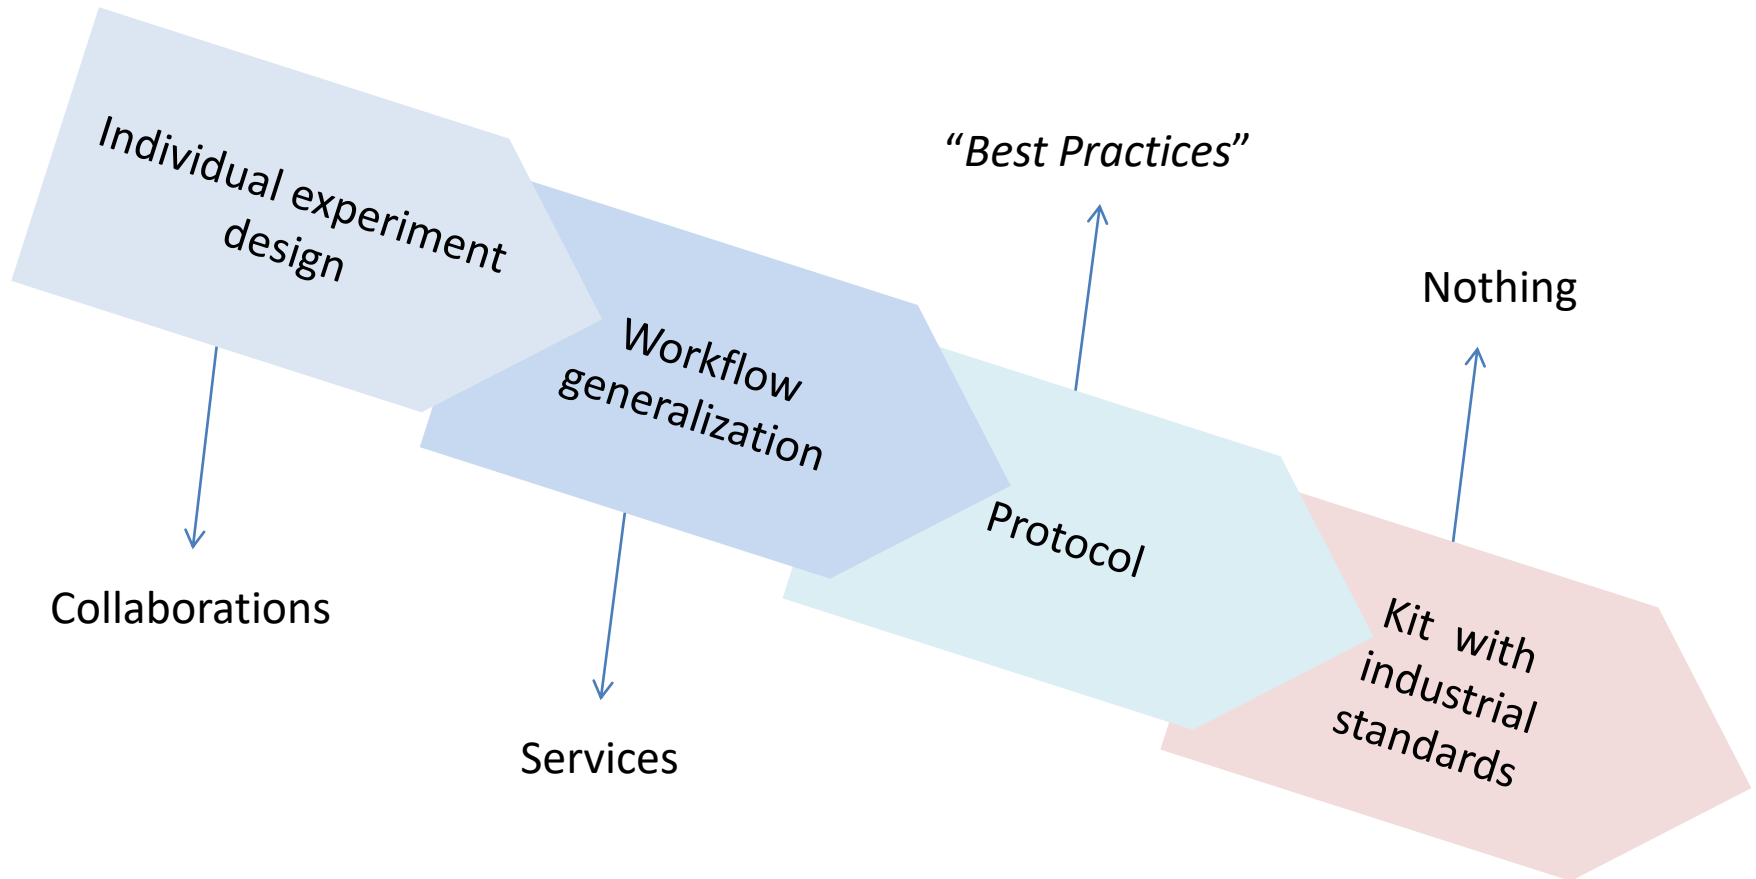 Individual experiment
design
“Best Practices”
Nothing
Workflow
generalization
Protocol
Kit with
industrial
standards
Collaborations
Services